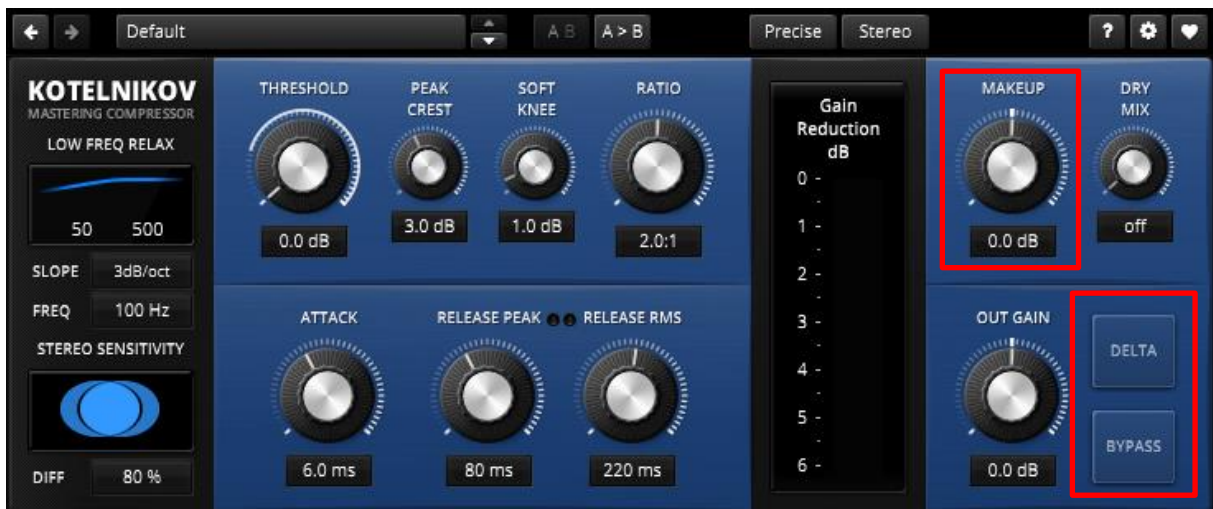 Default
A B
A > B
Precise
Stereo
?
KOTELNIKOV
MASTERING COMPRESSOR
LOW FREQ RELAX
50 500
SLOPE 3dB/oct
FREQ 100 Hz
STEREO SENSITIVITY
DIFF 80 %
THRESHOLD
0.0 dB
PEAK
CREST
3.0 dB
SOFT
KNEE
1.0 dB
RATIO
2.0:1
ATTACK
6.0 ms
RELEASE PEAK
80 ms
RELEASE RMS
220 ms
Gain
Reduction
dB
0 -
1 -
2 -
3 -
4 -
5 -
6 -
MAKEUP
0.0 dB
DRY
MIX
off
OUT GAIN
0.0 dB
DELTA
BYPASS